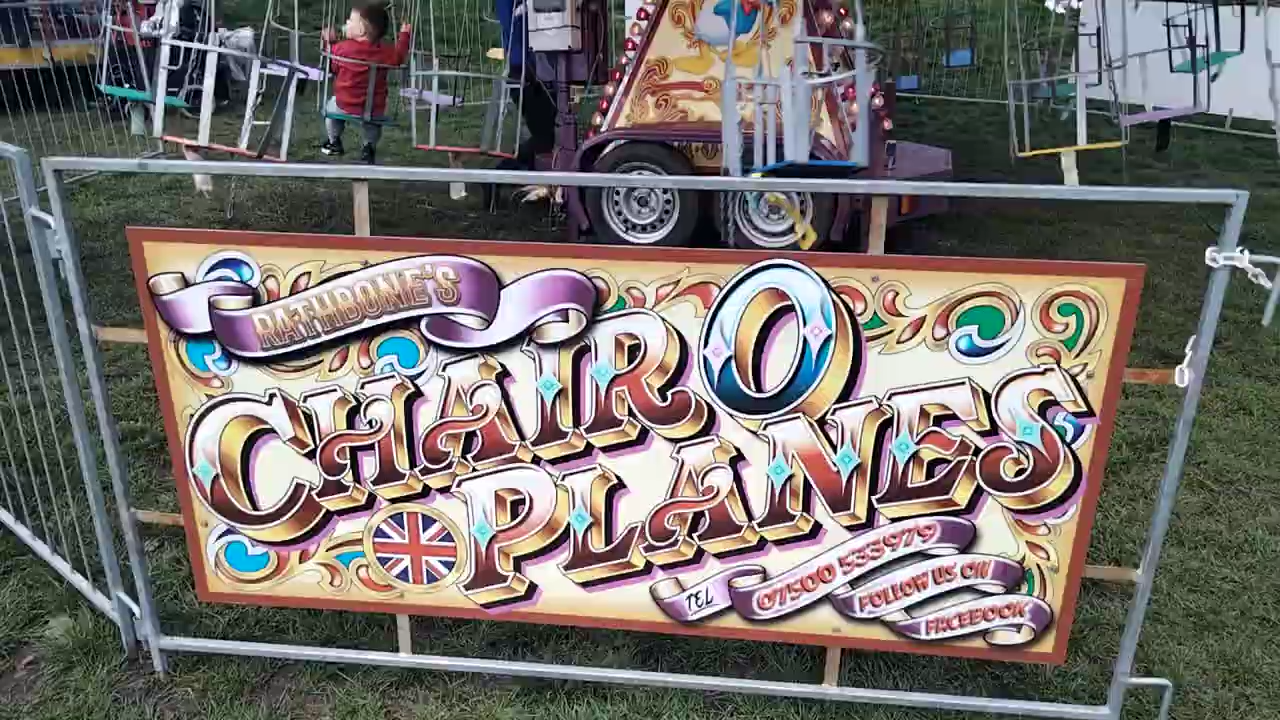 RATHBONE'S
CHAIR O
PLANES
TEL 07500 533979
FOLLOW US ON
FACEBOOK